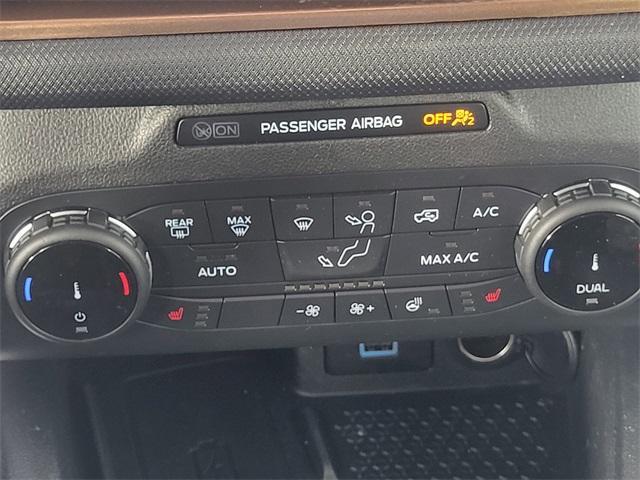 ON PASSENGER AIRBAG OFF 2
REAR MAX A/C
AUTO MAX A/C
DUAL
- +